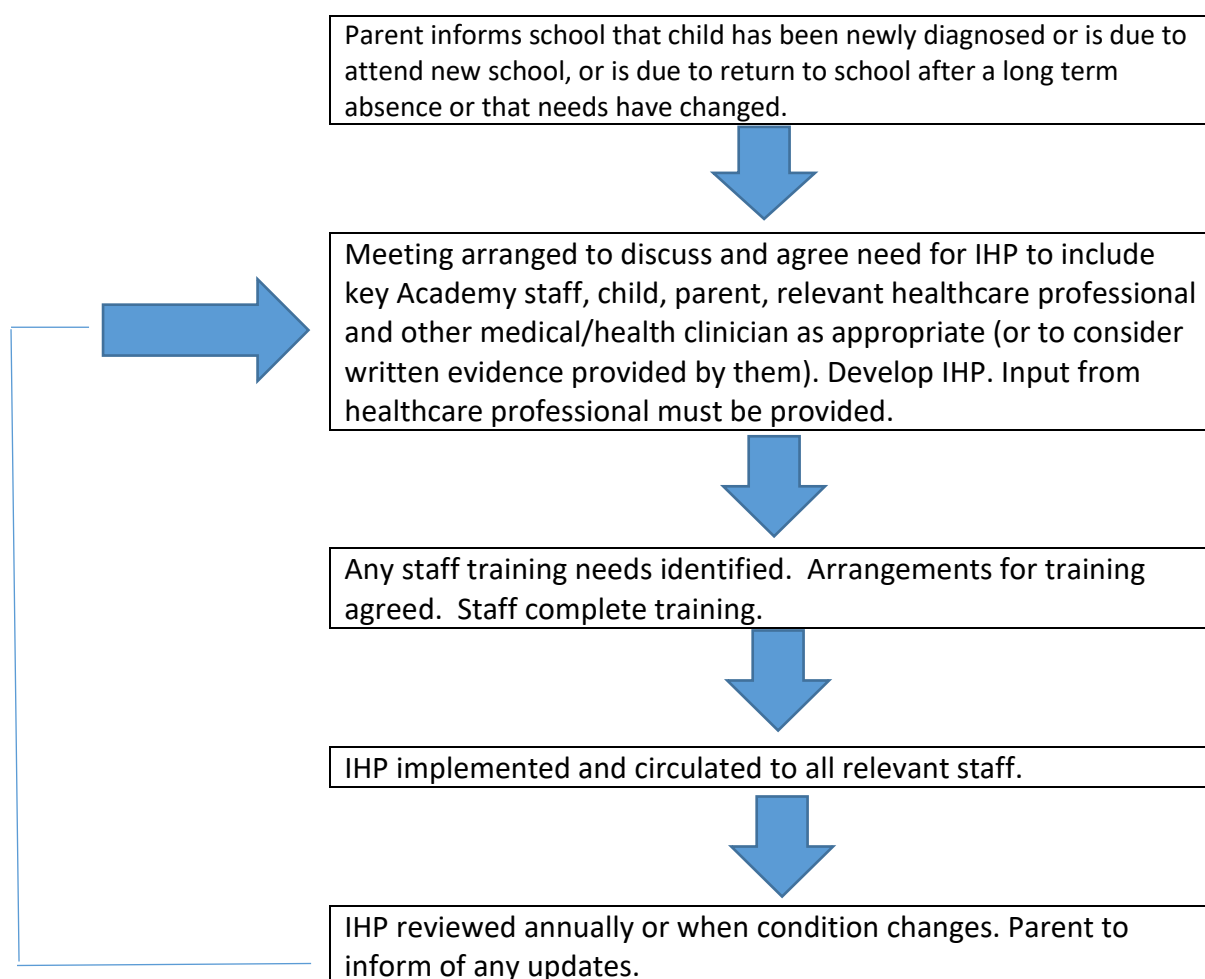 Parent informs school that child has been newly diagnosed or is due to
attend new school, or is due to return to school after a long term
absence or that needs have changed.
Meeting arranged to discuss and agree need for IHP to include
key Academy staff, child, parent, relevant healthcare professional
and other medical/health clinician as appropriate (or to consider
written evidence provided by them). Develop IHP. Input from
healthcare professional must be provided.
Any staff training needs identified.  Arrangements for training
agreed.  Staff complete training.
IHP implemented and circulated to all relevant staff.
IHP reviewed annually or when condition changes. Parent to
inform of any updates.